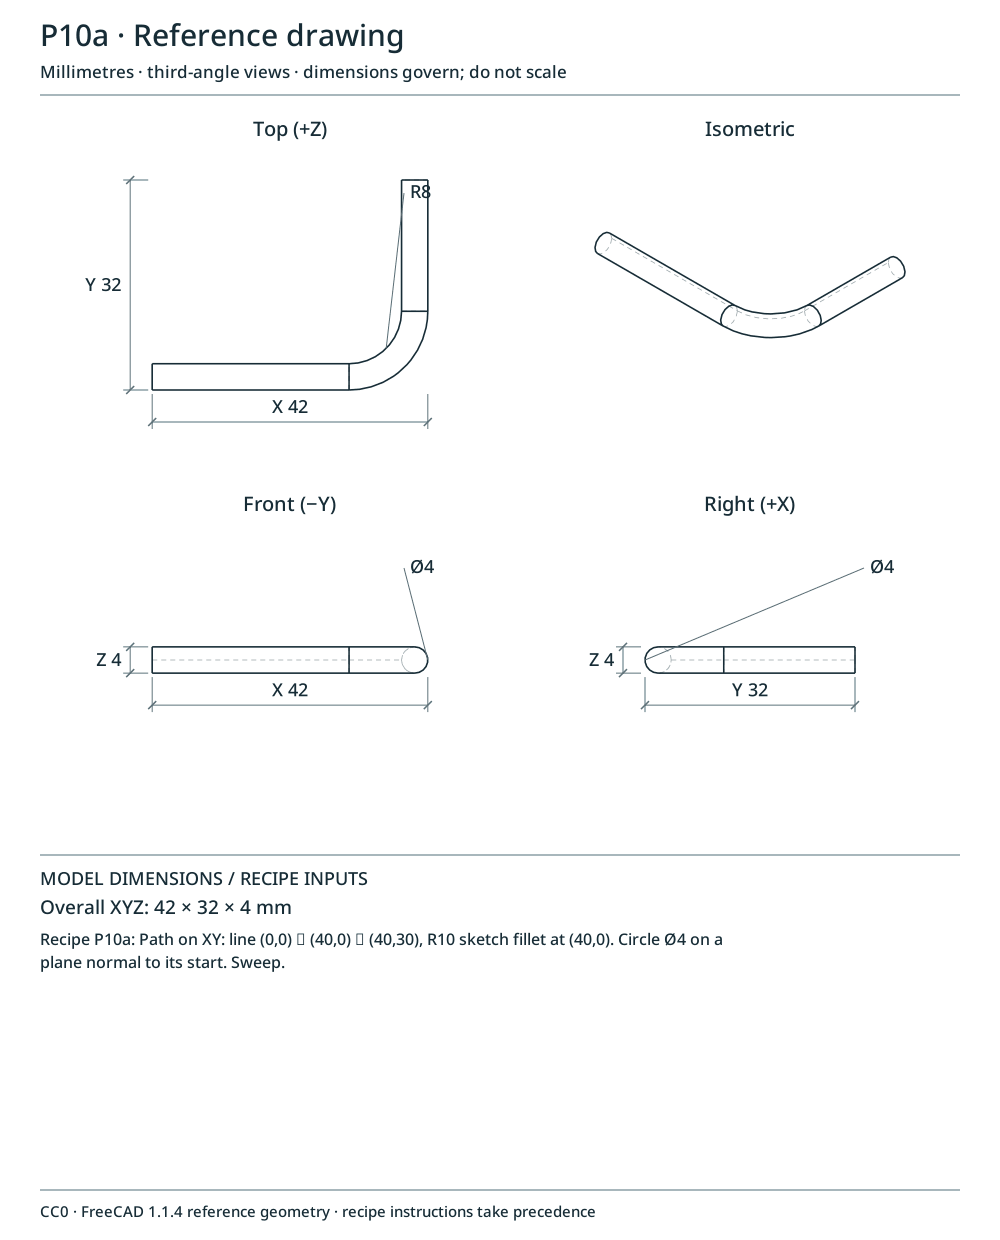 P10a · Reference drawing
Millimetres · third-angle views · dimensions govern; do not scale
Top (+Z)
Isometric
R8
Y 32
X 42
Front (−Y)
Right (+X)
Ø4
Ø4
Z 4
Z 4
X 42
Y 32
MODEL DIMENSIONS / RECIPE INPUTS
Overall XYZ: 42 × 32 × 4 mm
Recipe P10a: Path on XY: line (0,0) ▯ (40,0) ▯ (40,30), R10 sketch fillet at (40,0). Circle Ø4 on a
plane normal to its start. Sweep.
CC0 · FreeCAD 1.1.4 reference geometry · recipe instructions take precedence